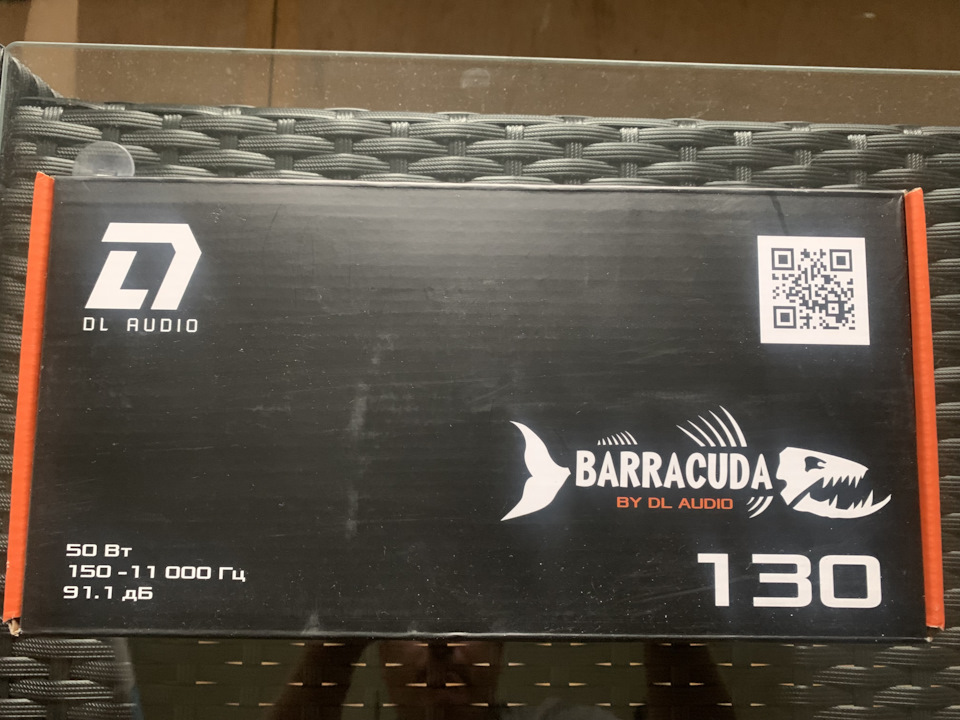 DL AUDIO
BARRACUDA
BY DL AUDIO
50 Вт
150 -11 000 Гц
91.1 дБ
130